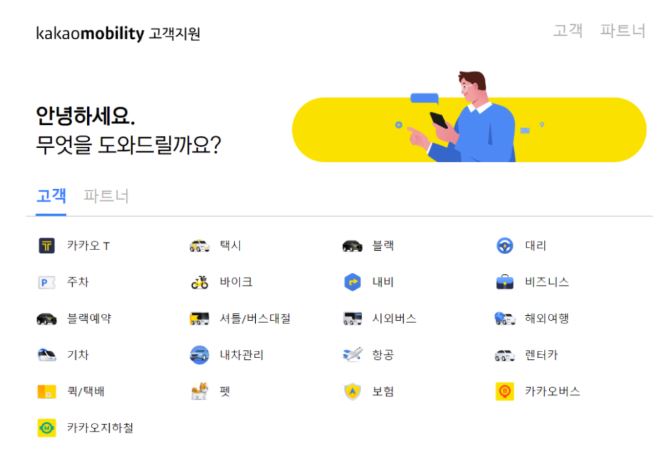 kakaomobility 고객지원
고객 파트너
안녕하세요.
무엇을 도와드릴까요?
고객 파트너
카카오 T 택시 블랙 대리
주차 바이크 내비 비즈니스
블랙예약 셔틀/버스대절 시외버스 해외여행
기차 내차관리 항공 렌터카
퀵/택배 펫 보험 카카오버스
카카오지하철